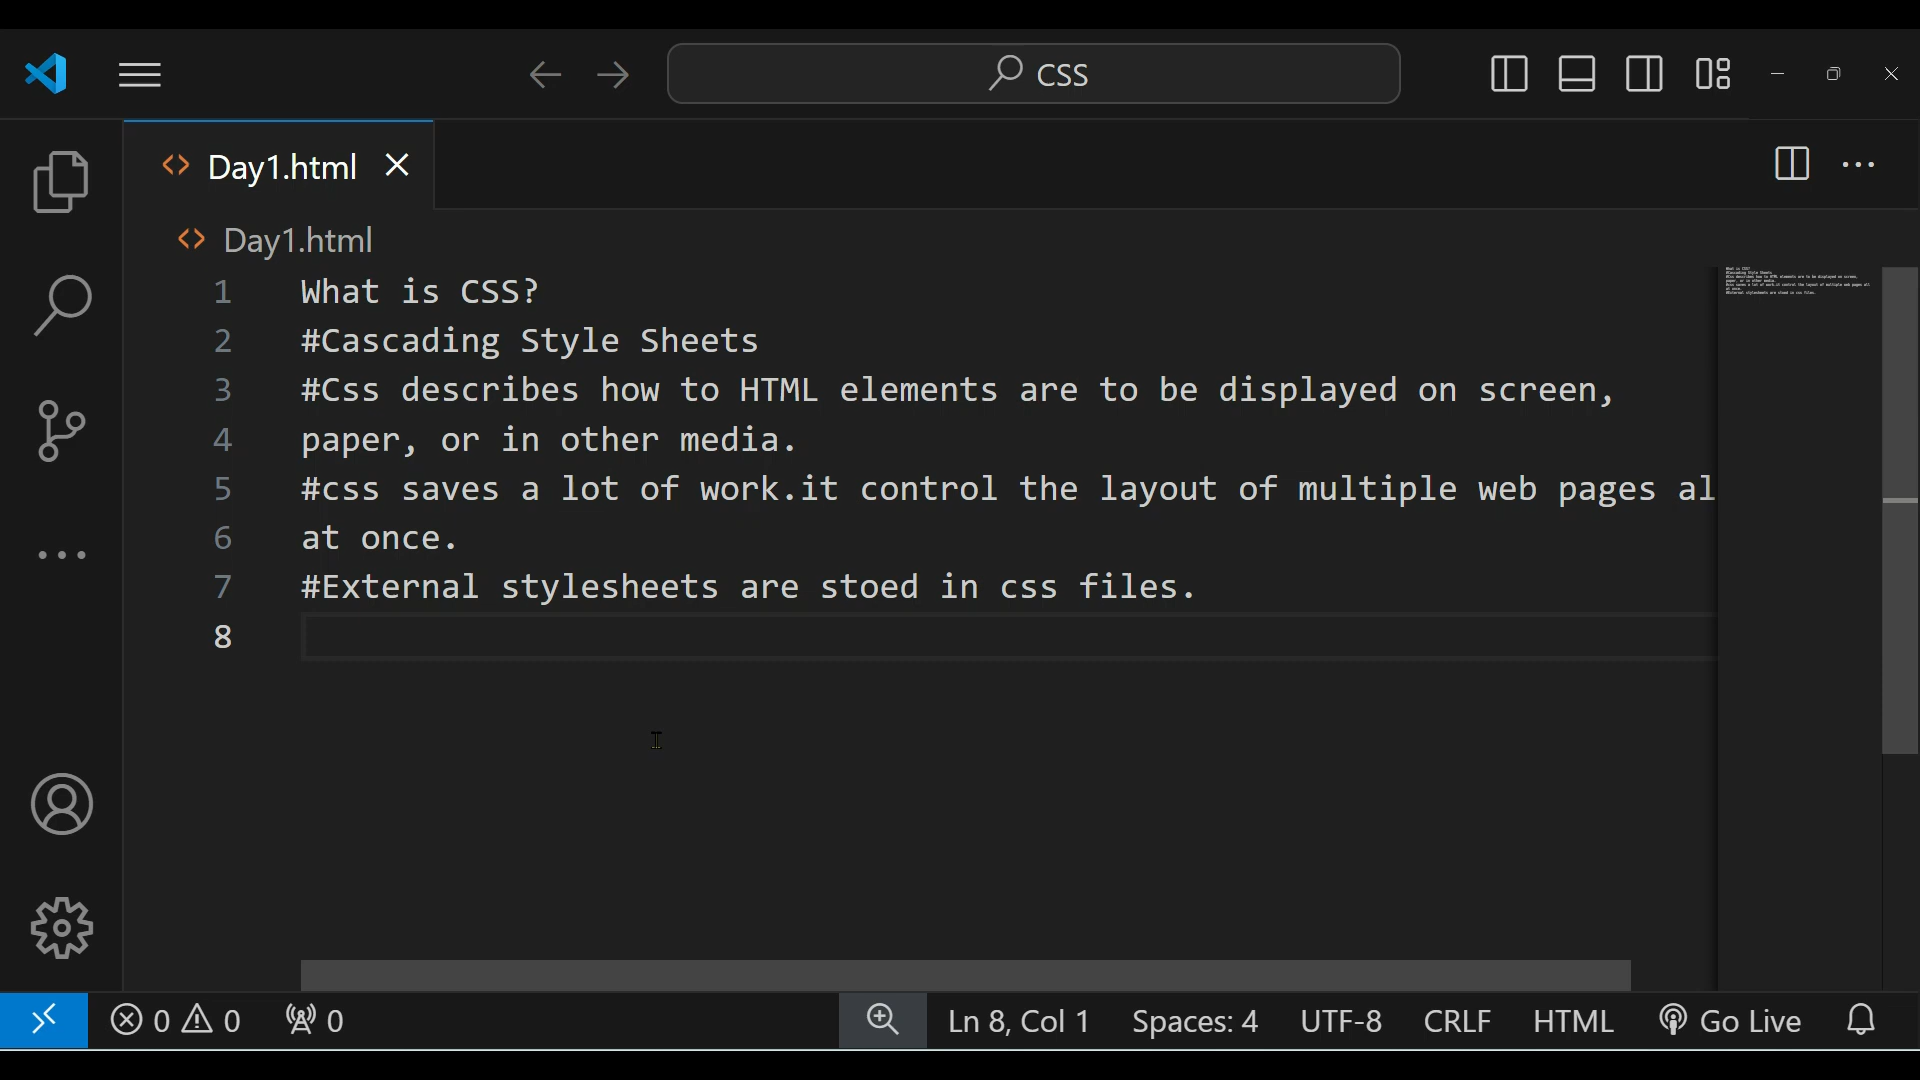 CSS
Day1.html
Day1.html
1 What is CSS?
2 #Cascading Style Sheets
3 #Css describes how to HTML elements are to be displayed on screen,
4 paper, or in other media.
5 #css saves a lot of work.it control the layout of multiple web pages al
6 at once.
7 #External stylesheets are stoed in css files.
8
0 0 0 Ln 8, Col 1 Spaces: 4 UTF-8 CRLF HTML Go Live